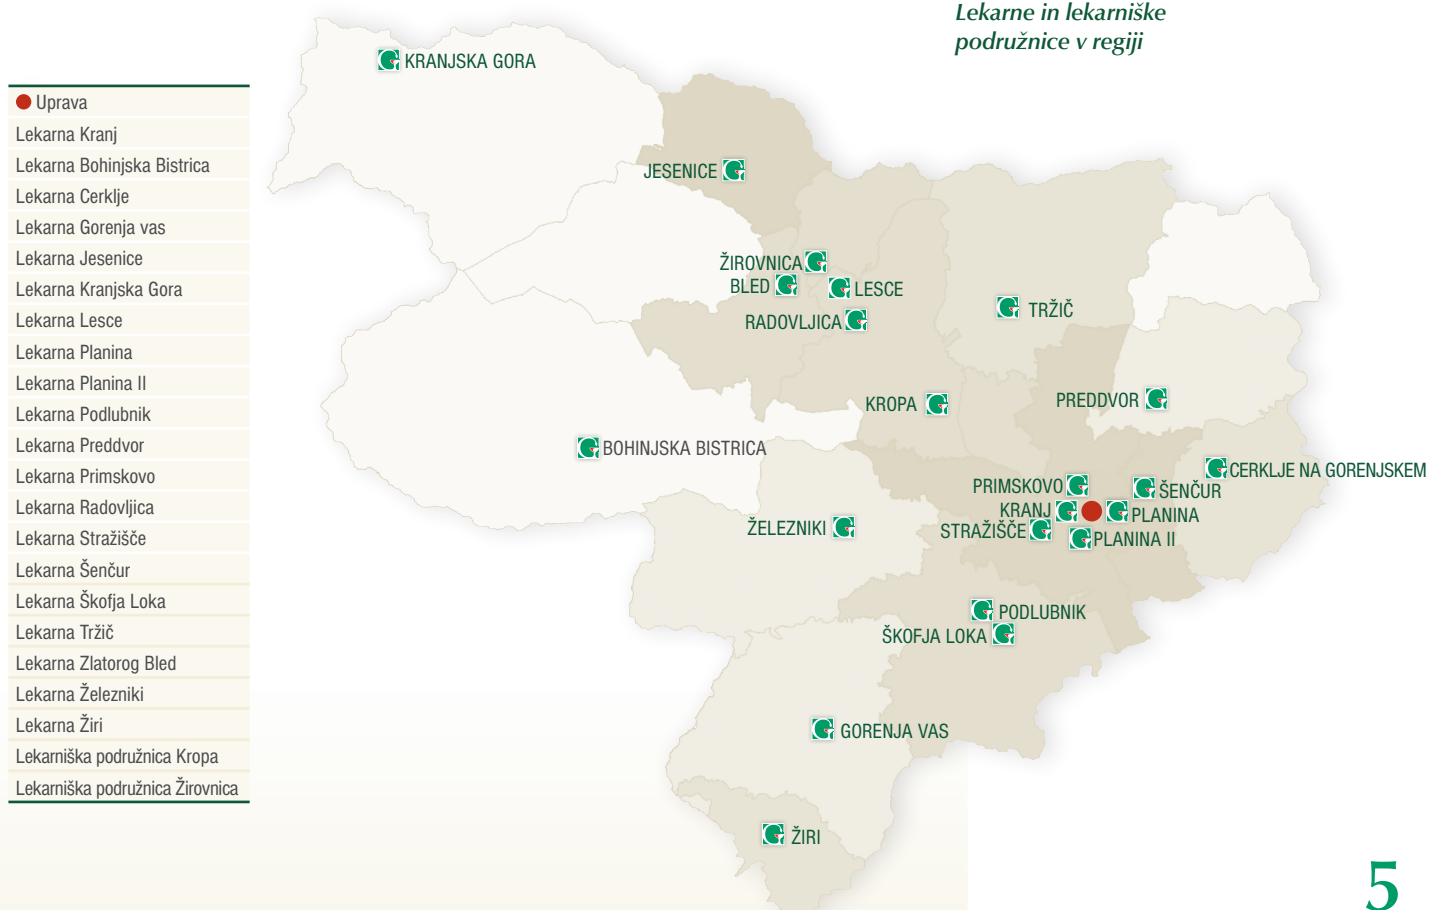 Lekarne in lekarniške
podružnice v regiji
Uprava
Lekarna Kranj
Lekarna Bohinjska Bistrica
Lekarna Cerklje
Lekarna Gorenja vas
Lekarna Jesenice
Lekarna Kranjska Gora
Lekarna Lesce
Lekarna Planina
Lekarna Planina II
Lekarna Podlubnik
Lekarna Preddvor
Lekarna Primskovo
Lekarna Radovljica
Lekarna Stražišče
Lekarna Šenčur
Lekarna Škofja Loka
Lekarna Tržič
Lekarna Zlatorog Bled
Lekarna Železniki
Lekarna Žiri
Lekarniška podružnica Kropa
Lekarniška podružnica Žirovnica
KRANJSKA GORA
JESENICE
ŽIROVNICA
BLED
LESCE
RADOVLJICA
TRŽIČ
KROPA
PREDDVOR
BOHINJSKA BISTRICA
CERKLJE NA GORENJSKEM
PRIMSKOVO
ŠENČUR
KRANJ
PLANINA
STRAŽIŠČE
PLANINA II
ŽELEZNIKI
PODLUBNIK
ŠKOFJA LOKA
GORENJA VAS
ŽIRI
5